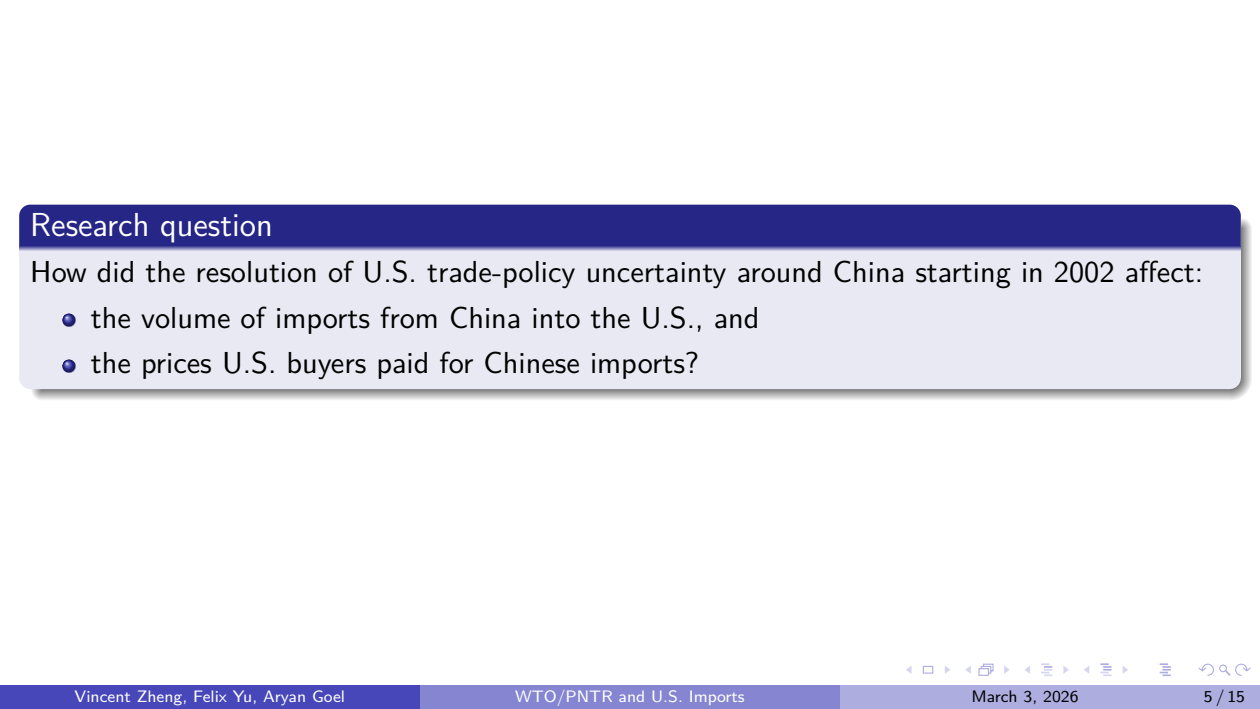 Research question
How did the resolution of U.S. trade-policy uncertainty around China starting in 2002 affect:
the volume of imports from China into the U.S., and
the prices U.S. buyers paid for Chinese imports?
Vincent Zheng, Felix Yu, Aryan Goel
WTO/PNTR and U.S. Imports
March 3, 2026
5 / 15